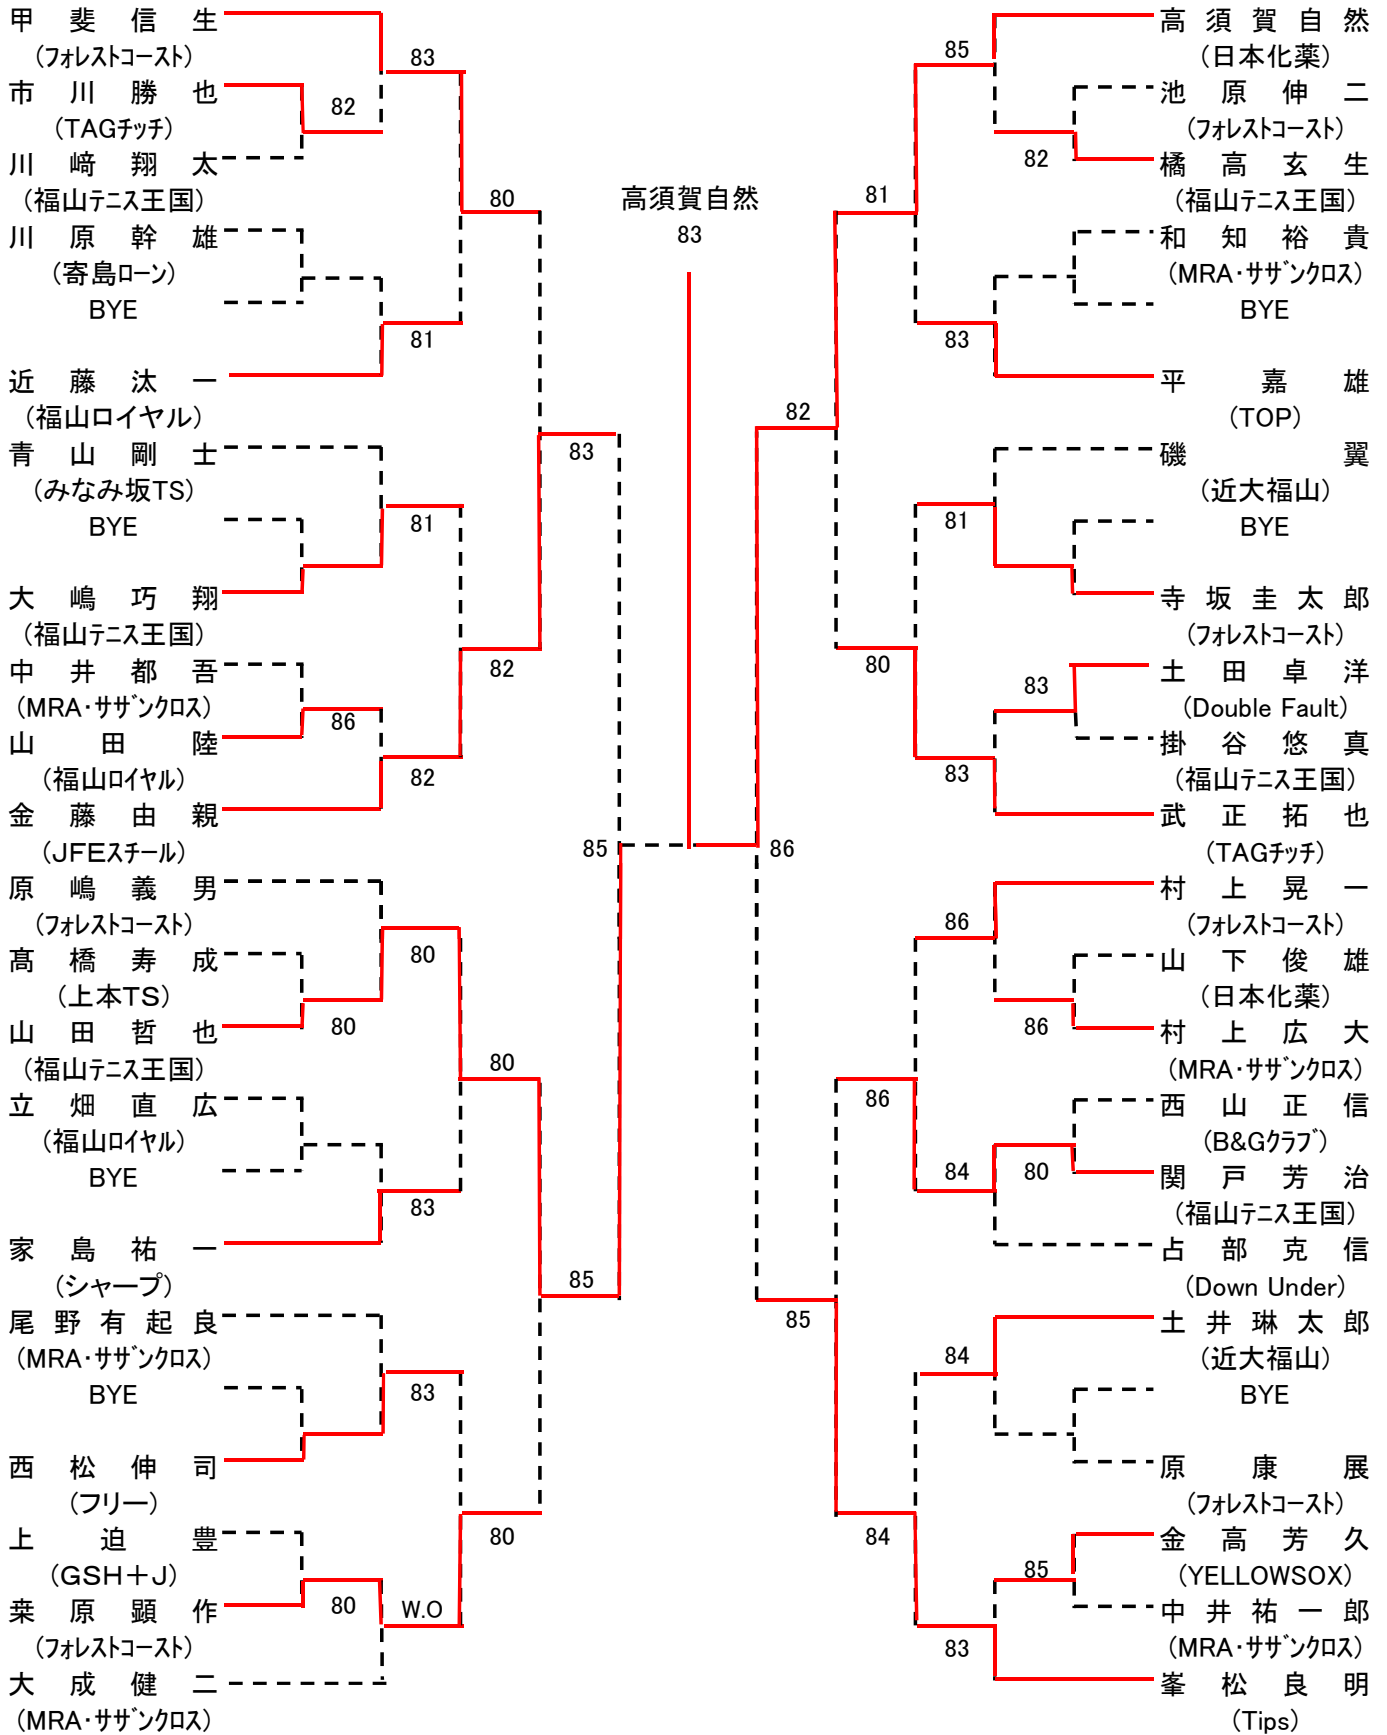 甲斐信生
(フォレストコースト)
83
市川勝也
82
(TAGチッチ)
川﨑翔太
(福山テニス王国)
80
川原幹雄
(寄島ローン)
BYE
81
近藤汰一
(福山ロイヤル)
83
青山剛士
(みなみ坂TS)
BYE
81
大嶋巧翔
(福山テニス王国)
中井都吾
82
(MRA・サザンクロス)
86
山田陸
(福山ロイヤル)
82
金藤由親
(JFEスチール)
85
原嶋義男
(フォレストコースト)
80
髙橋寿成
(上本TS)
山田哲也
80
(福山テニス王国)
80
立畑直広
(福山ロイヤル)
BYE
83
家島祐一
(シャープ)
85
尾野有起良
(MRA・サザンクロス)
BYE
83
西松伸司
(フリー)
上迫豊
80
(GSH+J)
桒原顕作
80
W.O
(フォレストコースト)
大成健二
(MRA・サザンクロス)
高須賀自然
83
高須賀自然
85
(日本化薬)
池原伸二
(フォレストコースト)
82
橘高玄生
(福山テニス王国)
81
和知裕貴
(MRA・サザンクロス)
BYE
83
平嘉雄
(TOP)
82
磯翼
(近大福山)
81
BYE
寺坂圭太郎
(フォレストコースト)
80
土田卓洋
83
(Double Fault)
掛谷悠真
(福山テニス王国)
83
武正拓也
(TAGチッチ)
86
村上晃一
86
(フォレストコースト)
山下俊雄
(日本化薬)
86
村上広大
(MRA・サザンクロス)
86
西山正信
(B&Gクラブ)
84
80
関戸芳治
(福山テニス王国)
占部克信
(Down Under)
85
土井琳太郎
84
(近大福山)
BYE
原康展
(フォレストコースト)
84
金高芳久
85
(YELLOWSOX)
中井祐一郎
83
(MRA・サザンクロス)
峯松良明
(Tips)